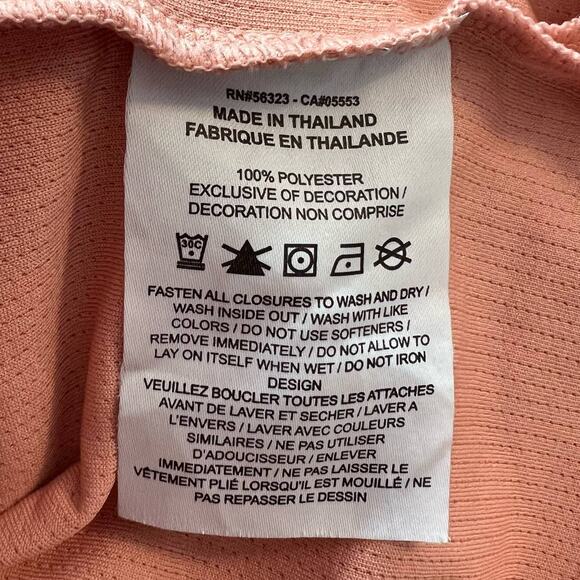 RN#56323 - CA#05553
MADE IN THAILAND
FABRIQUE EN THAILANDE
100% POLYESTER
EXCLUSIVE OF DECORATION /
DECORATION NON COMPRISE
30C
FASTEN ALL CLOSURES TO WASH AND DRY /
WASH INSIDE OUT / WASH WITH LIKE
COLORS / DO NOT USE SOFTENERS /
REMOVE IMMEDIATELY / DO NOT ALLOW TO
LAY ON ITSELF WHEN WET / DO NOT IRON
DESIGN
VEUILLEZ BOUCLER TOUTES LES ATTACHES
AVANT DE LAVER ET SECHER / LAVER A
L'ENVERS / LAVER AVEC COULEURS
SIMILAIRES / NE PAS UTILISER
D'ADOUCISSEUR / ENLEVER
IMMEDIATEMENT / NE PAS LAISSER LE
VÊTEMENT PLIÉ LORSQU'IL EST MOUILLÉ / NE
PAS REPASSER LE DESSIN